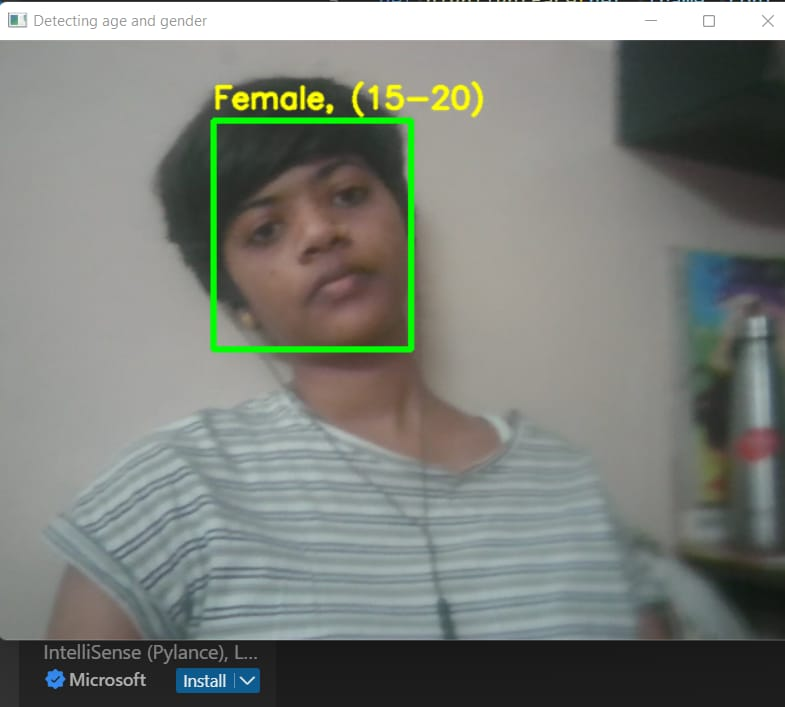 Detecting age and gender
Female, (15-20)
IntelliSense (Pylance), L...
Microsoft
Install